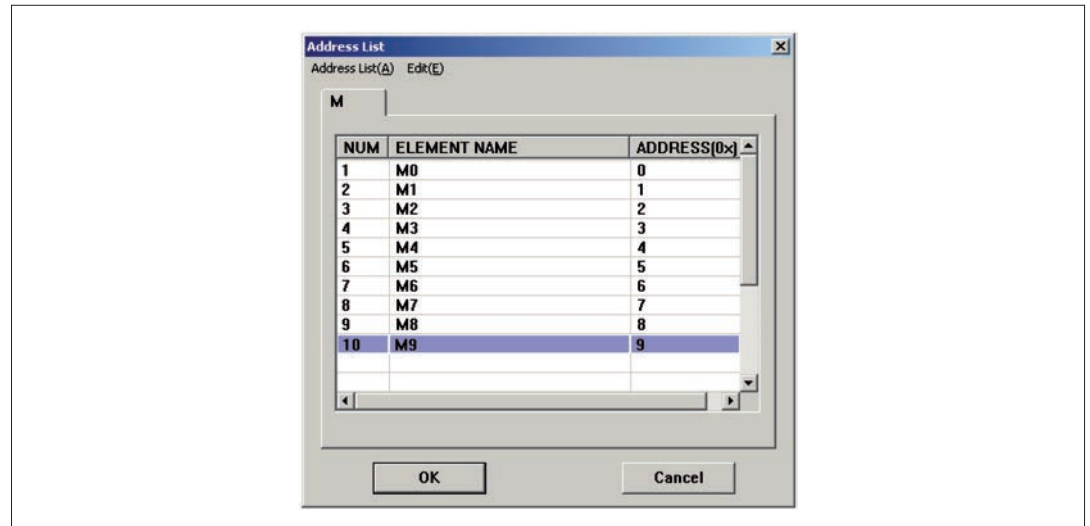 Address List
Address List(A) Edit(E)
M
NUM ELEMENT NAME ADDRESS(0x)
1 M0 0
2 M1 1
3 M2 2
4 M3 3
5 M4 4
6 M5 5
7 M6 6
8 M7 7
9 M8 8
10 M9 9
OK Cancel